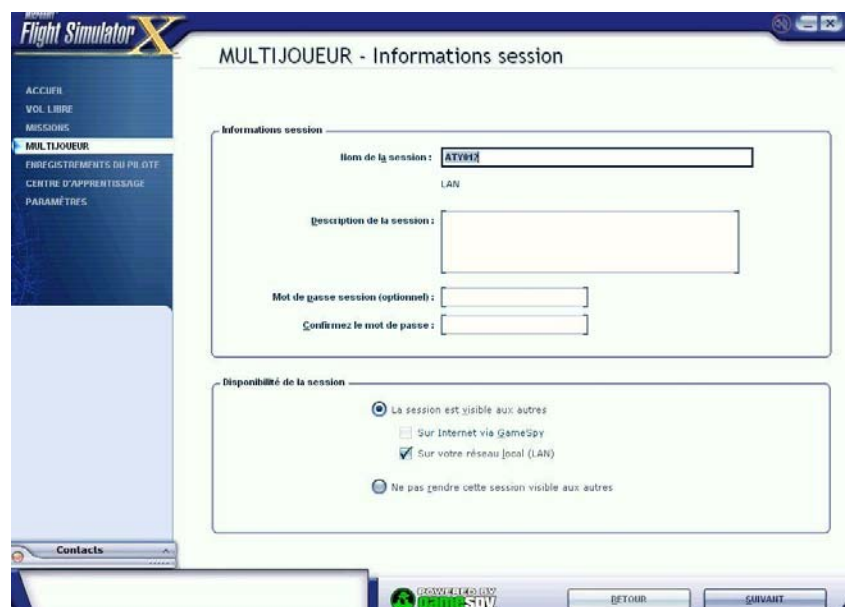 Microsoft
Flight Simulator X
MULTIJOUEUR - Informations session
ACCUEIL
VOL LIBRE
MISSIONS
MULTIJOUEUR
ENREGISTREMENTS DU PILOTE
CENTRE D'APPRENTISSAGE
PARAMÈTRES
Informations session
Nom de la session :
LAN
Description de la session :
Mot de passe session (optionnel) :
Confirmez le mot de passe :
Disponibilité de la session
La session est visible aux autres
Sur Internet via GameSpy
Sur votre réseau local (LAN)
Ne pas rendre cette session visible aux autres
Contacts
POWERED BY
gamespy
RETOUR
SUIVANT